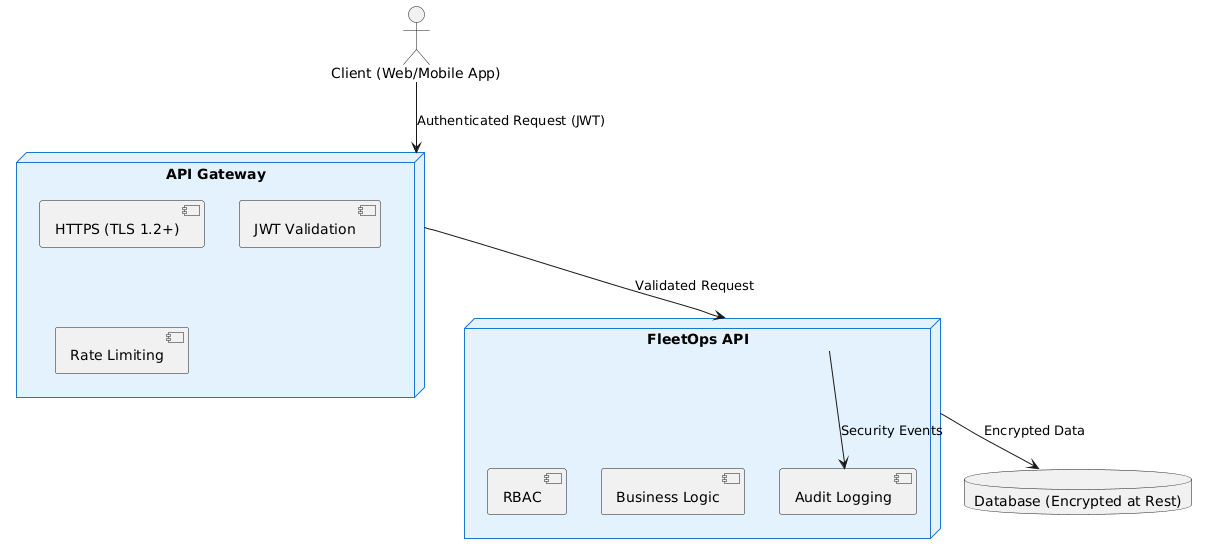 Client (Web/Mobile App)
Authenticated Request (JWT)
API Gateway
HTTPS (TLS 1.2+)
JWT Validation
Rate Limiting
Validated Request
FleetOps API
Security Events
Encrypted Data
RBAC
Business Logic
Audit Logging
Database (Encrypted at Rest)